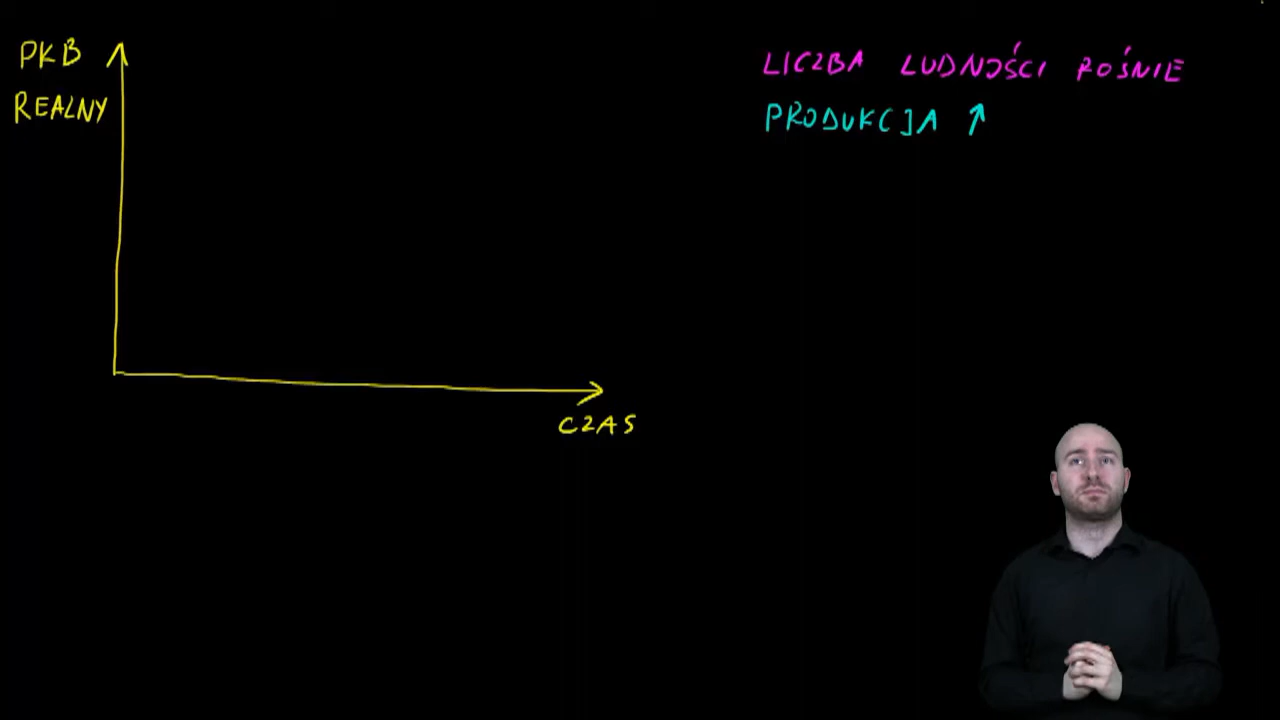 PKB
REALNY
CZAS
LICZBA LUDNOŚCI ROŚNIE
PRODUKCJA ↑